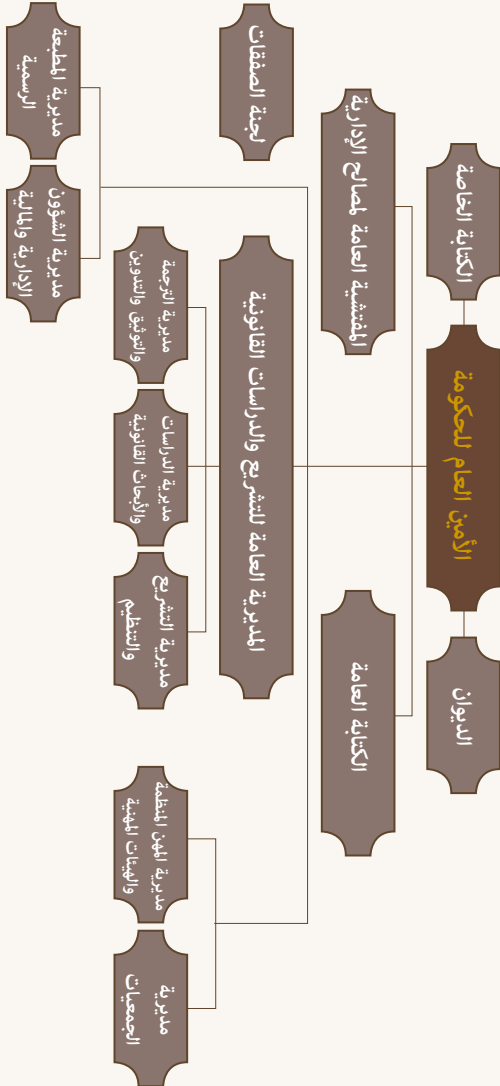 الكتابة الخاصة
الأمين العام للحكومة
الديوان
المفتشية العامة لمصالح الإدارية
الكتابة العامة
لجنة الصفقات
المديرية العامة للتشريع والدراسات القانونية
مديرية الترجمة
والتوثيق والتدوين
مديرية الدراسات
والأبحاث القانونية
مديرية التشريع
والتنظيم
مديرية المهن المنظمة
والهيئات المهنية
مديرية
الجمعيات
مديرية المطبعة
الرسمية
مديرية الشؤون
الإدارية والمالية